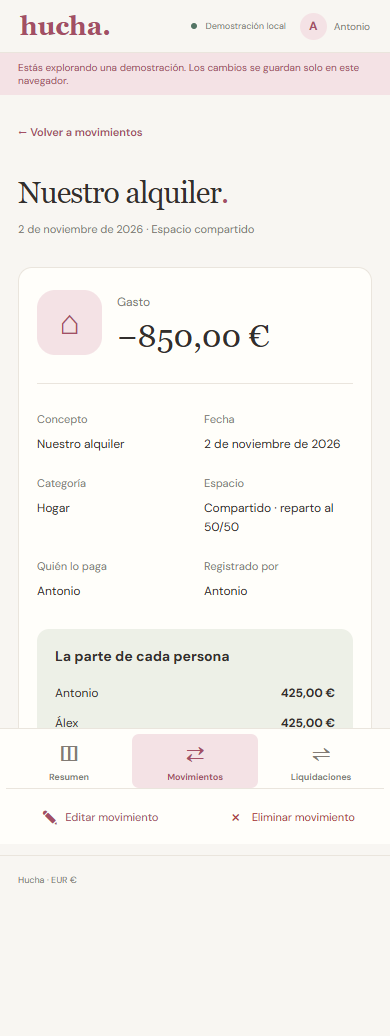 hucha.
Demostración local
A
Antonio
Estás explorando una demostración. Los cambios se guardan solo en este
navegador.
← Volver a movimientos
Nuestro alquiler.
2 de noviembre de 2026 · Espacio compartido
Gasto
−850,00 €
Concepto
Fecha
Nuestro alquiler
2 de noviembre de 2026
Categoría
Espacio
Hogar
Compartido · reparto al
50/50
Quién lo paga
Registrado por
Antonio
Antonio
La parte de cada persona
Antonio
425,00 €
Álex
425,00 €
Resumen
Movimientos
Liquidaciones
Editar movimiento
× Eliminar movimiento
Hucha · EUR €